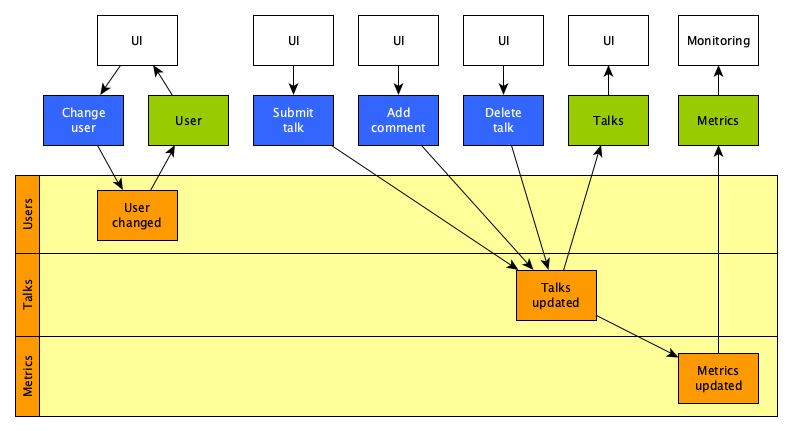 UI
UI
UI
UI
UI
Monitoring
Change
user
User
Submit
talk
Add
comment
Delete
talk
Talks
Metrics
Users
User
changed
Talks
Talks
updated
Metrics
Metrics
updated